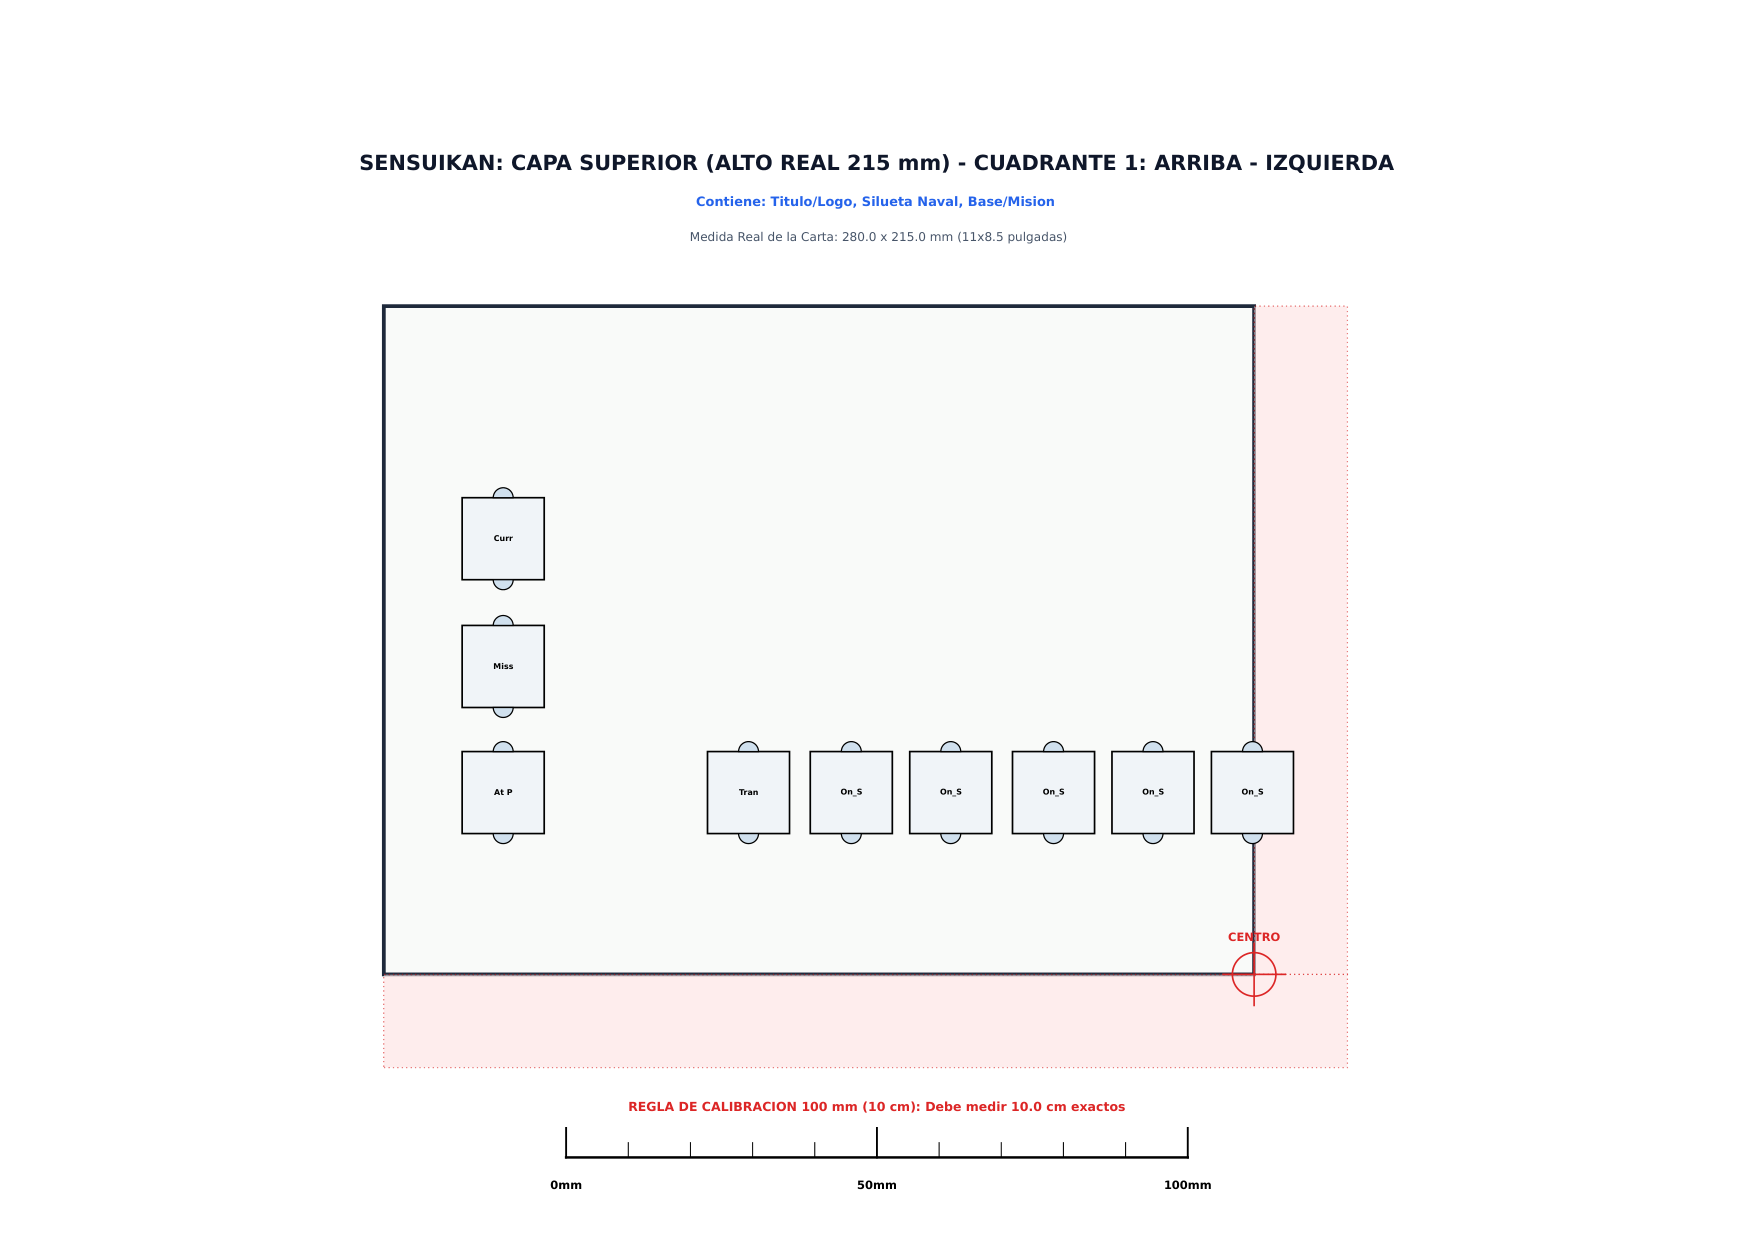 SENSUIKAN: CAPA SUPERIOR (ALTO REAL 215 mm) - CUADRANTE 1: ARRIBA - IZQUIERDA
Contiene: Titulo/Logo, Silueta Naval, Base/Mision
Medida Real de la Carta: 280.0 x 215.0 mm (11x8.5 pulgadas)
Curr
Miss
At P
Tran
On_S
On_S
On_S
On_S
On_S
CENTRO
REGLA DE CALIBRACION 100 mm (10 cm): Debe medir 10.0 cm exactos
0mm
50mm
100mm